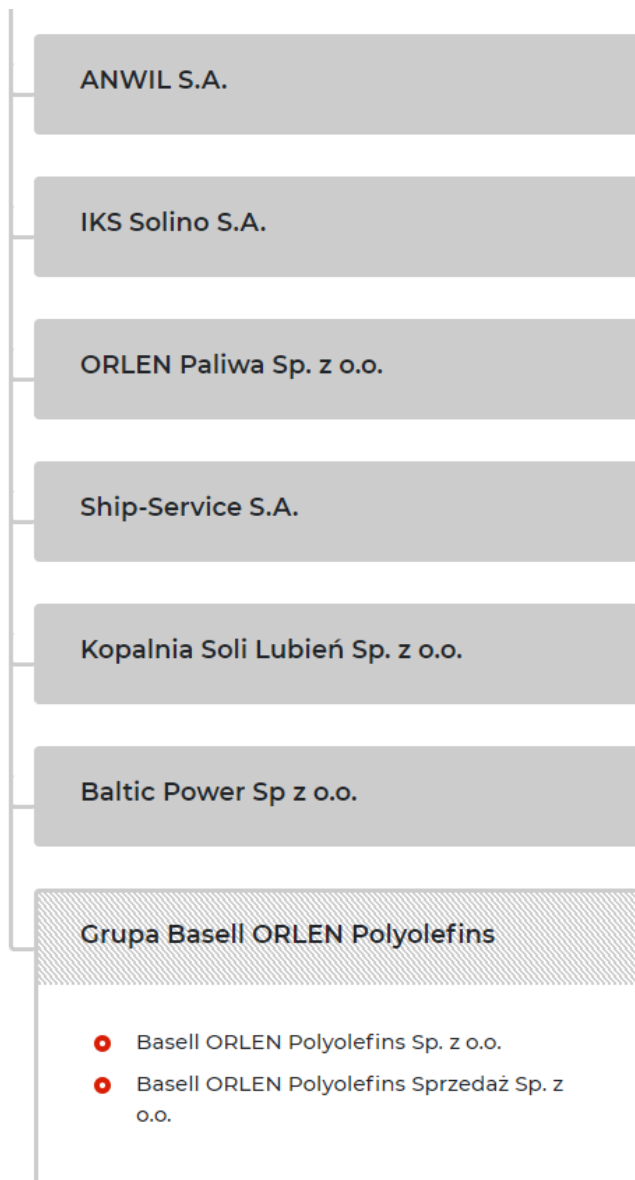 ANWIL S.A.
IKS Solino S.A.
ORLEN Paliwa Sp. z o.o.
Ship-Service S.A.
Kopalnia Soli Lubień Sp. z o.o.
Baltic Power Sp z o.o.
Grupa Basell ORLEN Polyolefins
Basell ORLEN Polyolefins Sp. z o.o.
Basell ORLEN Polyolefins Sprzedaż Sp. z
o.o.